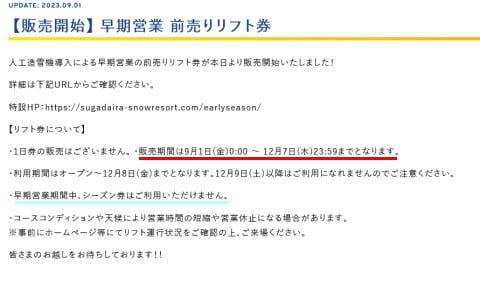 UPDATE: 2023.09.01
【販売開始】 早期営業 前売りリフト券
人工造雪機導入による早期営業の前売りリフト券が本日より販売開始いたしました!
詳細は下記URLからご確認ください。
特設HP:https://sugadaira-snowresort.com/earlyseason/
【リフト券について】
・1日券の販売はございません。・販売期間は9月1日(金)0:00 ~ 12月7日(木)23:59までとなります。
・利用期間はオープン~12月8日(金)までとなります。12月9日(土)以降はご利用になれませんのでご注意ください。
・早期営業期間中、シーズン券はご利用いただけません。
・コースコンディションや天候により営業時間の短縮や営業休止になる場合があります。
※事前にホームページ等にてリフト運行状況をご確認の上、ご来場ください。
皆さまのお越しをお待ちしております!!